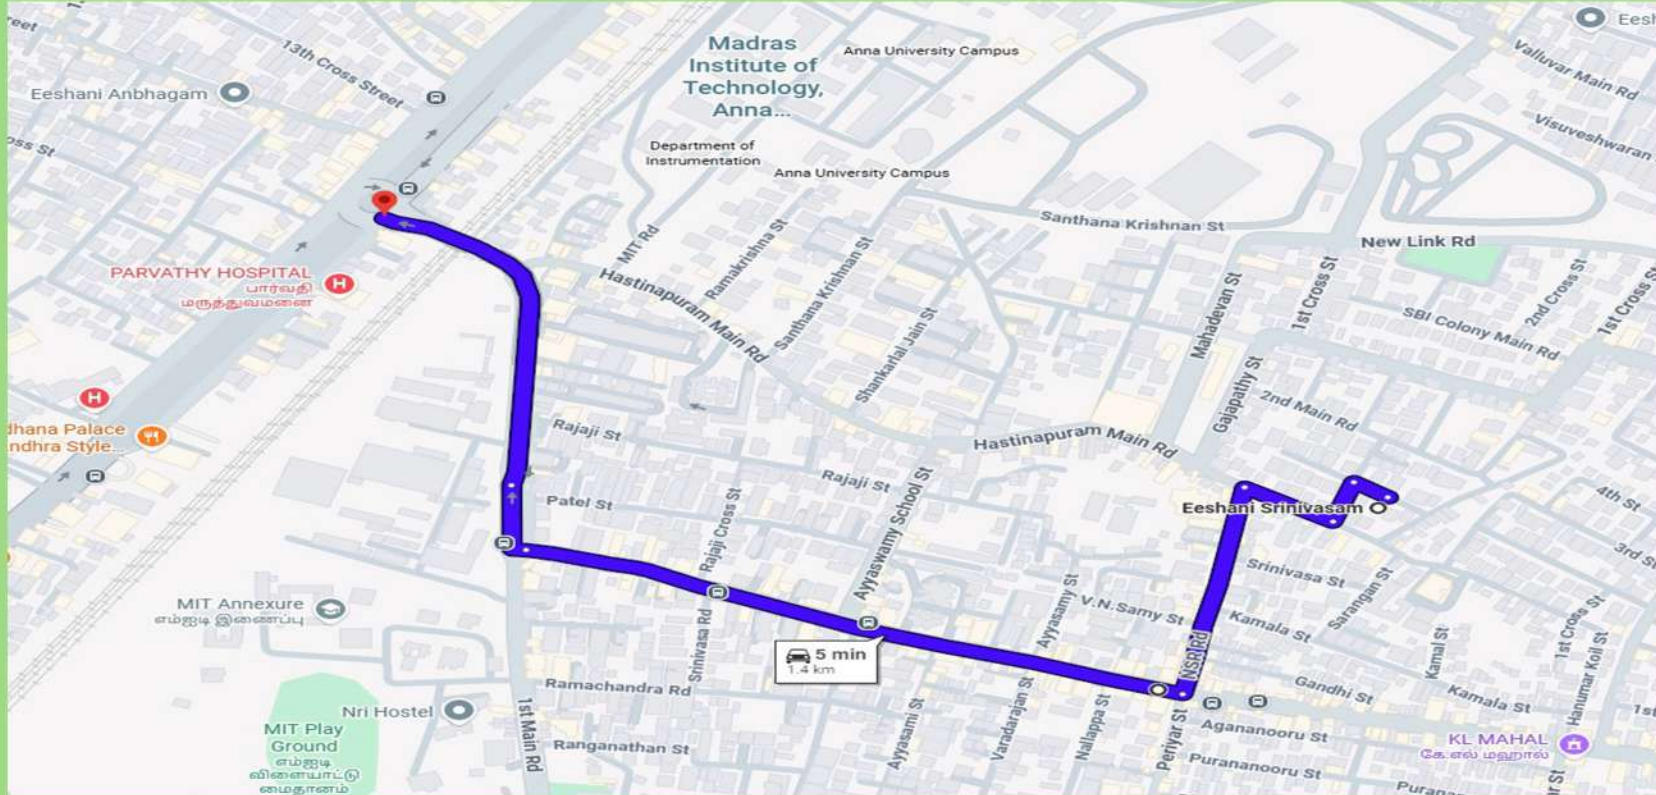 Street
13th Cross Street
Eeshani Anbhagam
Madras
Institute of
Technology,
Anna...
Anna University Campus
Department of
Instrumentation
Anna University Campus
Valluvar Main Rd
Visuveshwaran
Santhana Krishnan St
New Link Rd
MIT Rd
Ramakrishna St
Santhana Krishnan St
Hastinapuram Main Rd
Shankarlal Jain St
Mahadevan St
1st Cross St
2nd Cross St
1st Cross St
SBI Colony Main Rd
PARVATHY HOSPITAL
பார்வதி
மருத்துவமனை
Gajapathy St
2nd Main Rd
dhana Palace
ndhra Style...
Rajaji St
Hastinapuram Main Rd
Rajaji St
Patel St
Rajaji Cross St
Ayyaswamy School St
Eeshani Srinivasam
4th St
3rd St
Srinivasa St
Sarangan St
MIT Annexure
எம்ஐடி இணைப்பு
Srinivasa Rd
Ayyasamy St
V.N.Samy St
Kamala St
NSR Rd
5 min
1.4 km
Kamal St
1st Cross St
Hanumar Koil St
Ramachandra Rd
Gandhi St
Kamala St
Nri Hostel
MIT Play
Ground
எம்ஐடி
விளையாட்டு
மைதானம்
1st Main Rd
Ranganathan St
Ayyasami St
Varadarajan St
Nallappa St
Periyar St
Agananooru St
Purananooru St
KL MAHAL
கே.எல் மஹால்